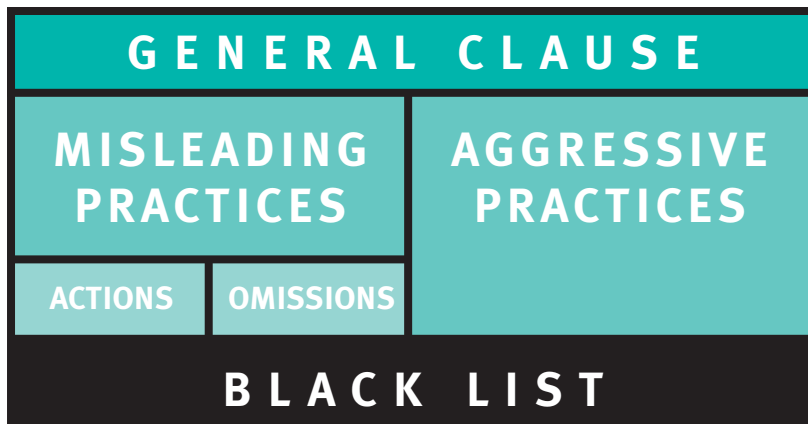 GENERAL CLAUSE
MISLEADING
PRACTICES
AGGRESSIVE
PRACTICES
ACTIONS
OMISSIONS
BLACK LIST